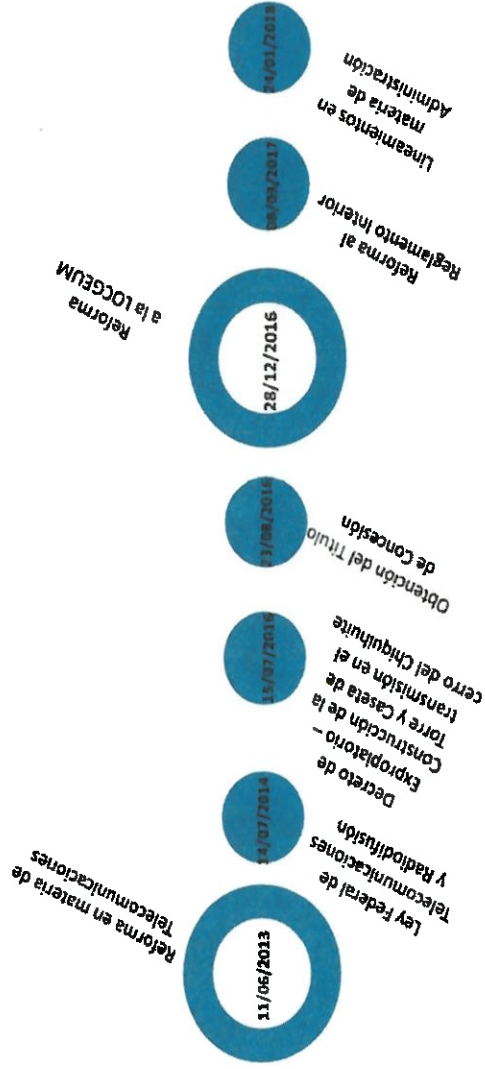 Reforma en materia de
Telecomunicaciones
11/06/2013
14/07/2014
Ley Federal de
Telecomunicaciones
y Radiodifusión
15/07/2016
Decreto de
Expropiatorio –
Construcción de la
Torre y Caseta de
transmisión en el
cerro del Chiquihuite
23/08/2016
Obtención del Titulo
de Concesión
Reforma
a la LOCGEUM
28/12/2016
08/03/2017
Reforma al
Reglamento Interior
24/01/2018
Lineamientos en
materia de
Administración